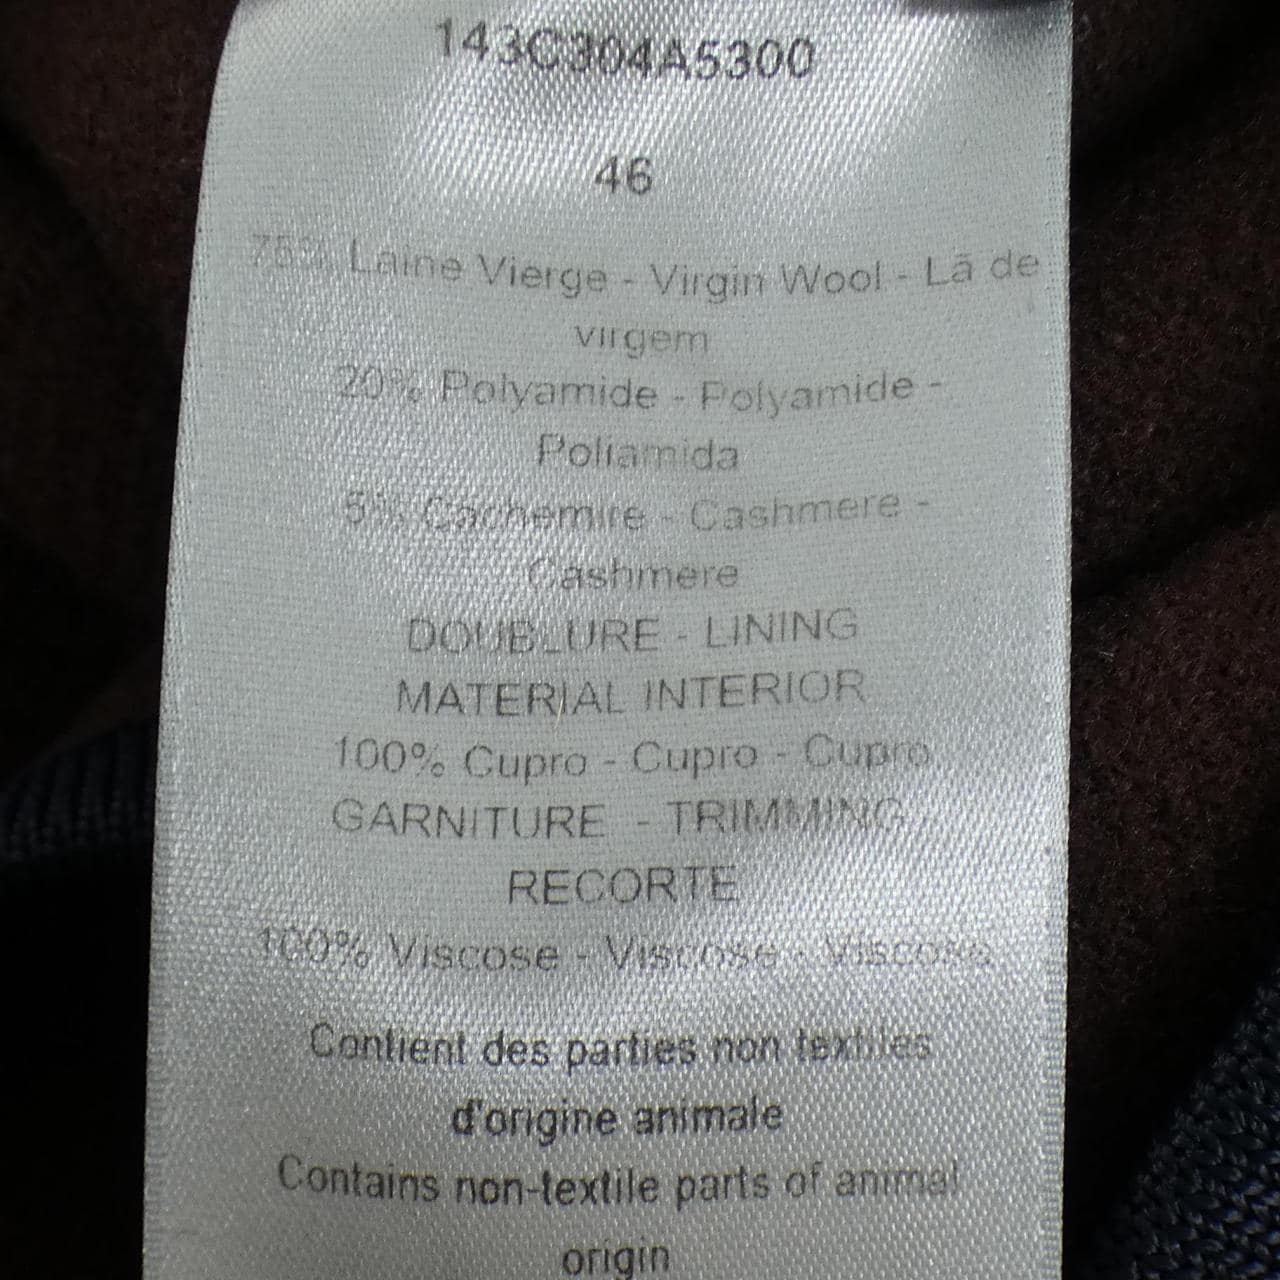 143C304A5300
46
75% Laine Vierge - Virgin Wool - Lã de
virgem
20% Polyamide - Polyamide -
Poliamida
5% Cachemire - Cashmere -
Cashmere
DOUBLURE - LINING
MATERIAL INTERIOR
100% Cupro - Cupro - Cupro
GARNITURE - TRIMMING
RECORTE
100% Viscose - Viscose - Viscose
Contient des parties non textiles
d'origine animale
Contains non-textile parts of animal
origin